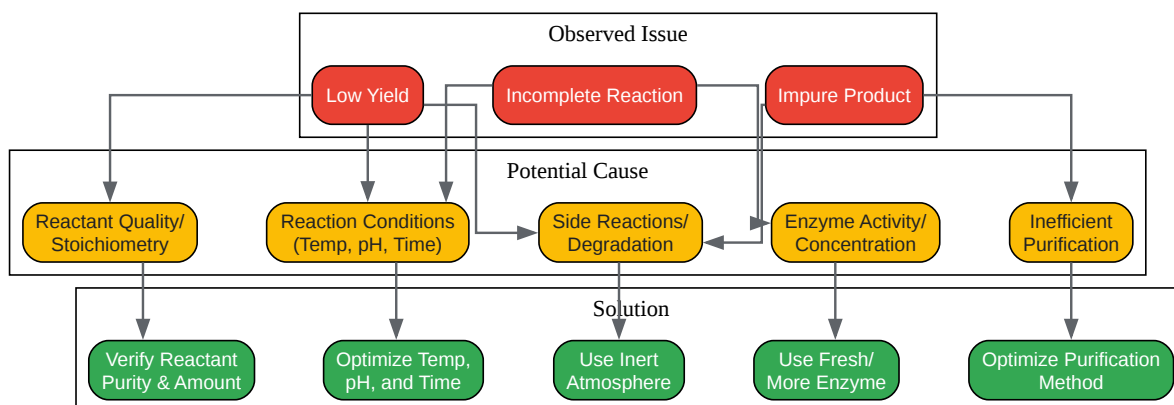 Observed Issue
Low Yield
Incomplete Reaction
Impure Product
Potential Cause
Reactant Quality/
Stoichiometry
Reaction Conditions
(Temp, pH, Time)
Side Reactions/
Degradation
Enzyme Activity/
Concentration
Inefficient
Purification
Solution
Verify Reactant
Purity & Amount
Optimize Temp,
pH, and Time
Use Inert
Atmosphere
Use Fresh/
More Enzyme
Optimize Purification
Method